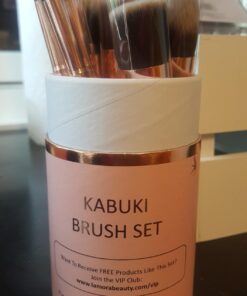 KABUKI
BRUSH SET
Want To Receive FREE Products Like This Set?
Join the VIP Club:
www.lamorabeauty.com/vip